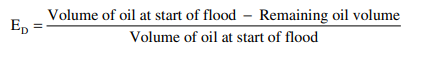 E_D = Volume of oil at start of flood − Remaining oil volume
Volume of oil at start of flood